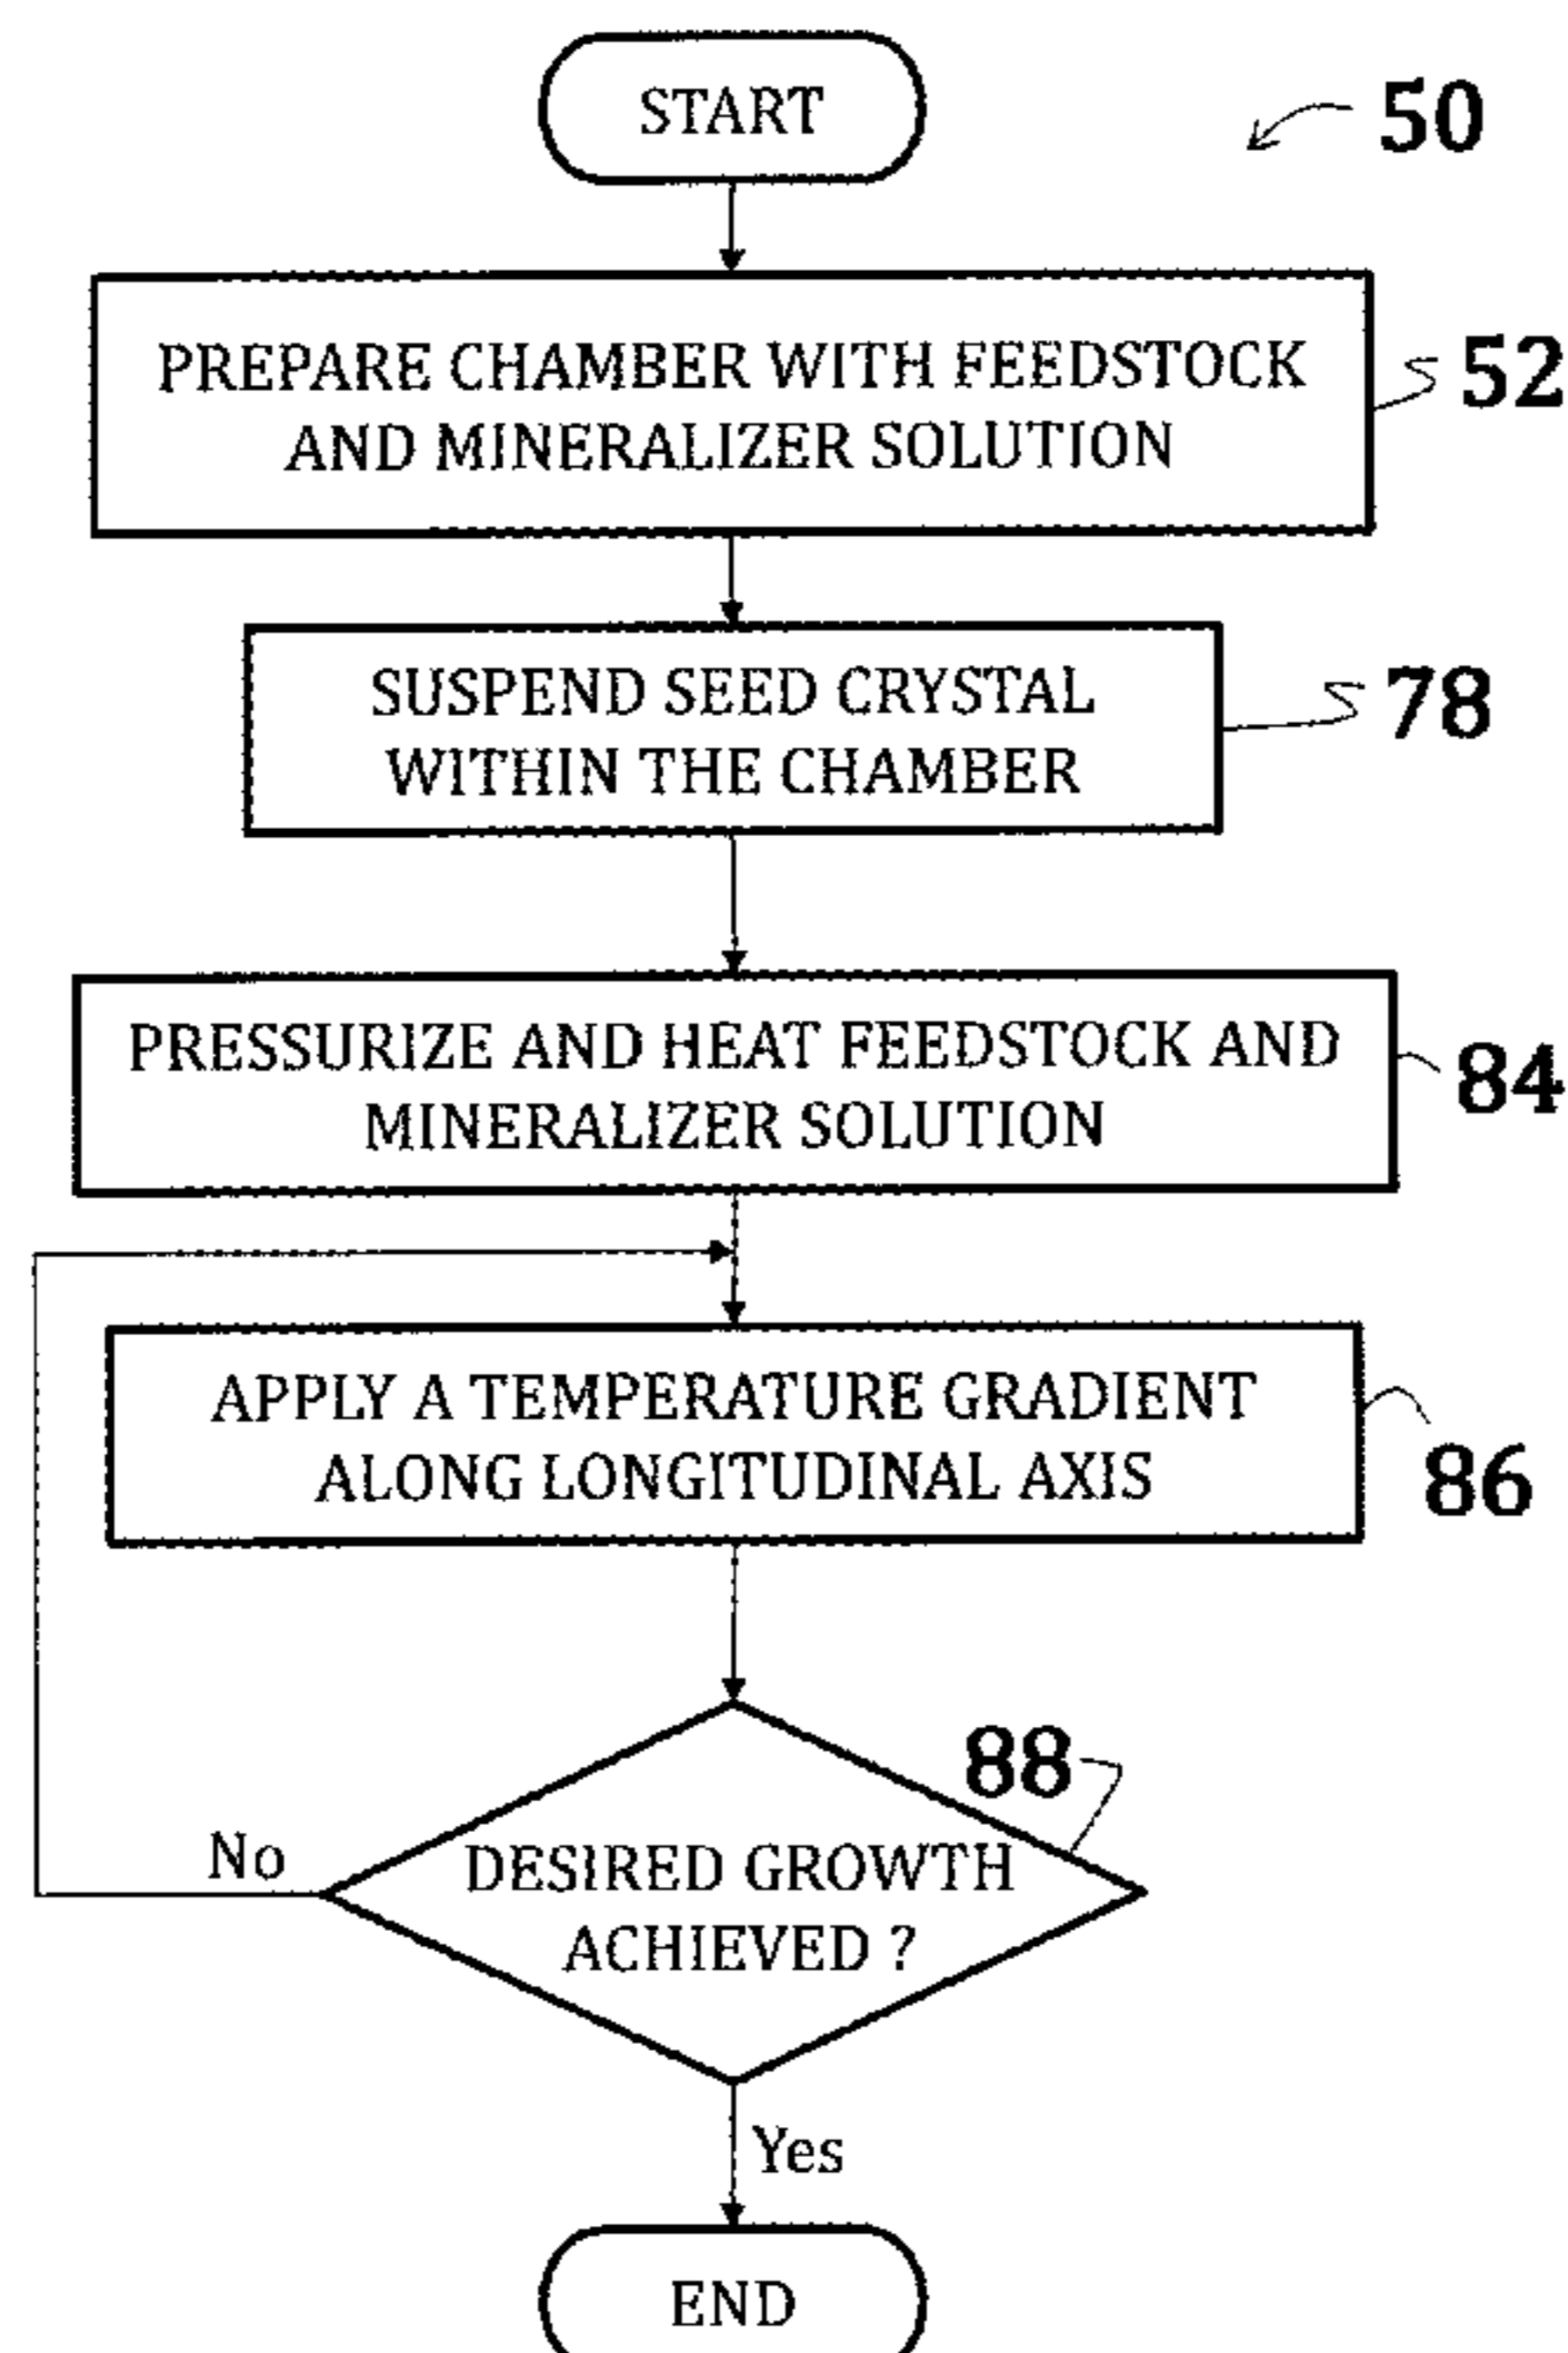 START
50
PREPARE CHAMBER WITH FEEDSTOCK
AND MINERALIZER SOLUTION
52
SUSPEND SEED CRYSTAL
WITHIN THE CHAMBER
78
PRESSURIZE AND HEAT FEEDSTOCK AND
MINERALIZER SOLUTION
84
APPLY A TEMPERATURE GRADIENT
ALONG LONGITUDINAL AXIS
86
88
DESIRED GROWTH
ACHIEVED ?
No
Yes
END